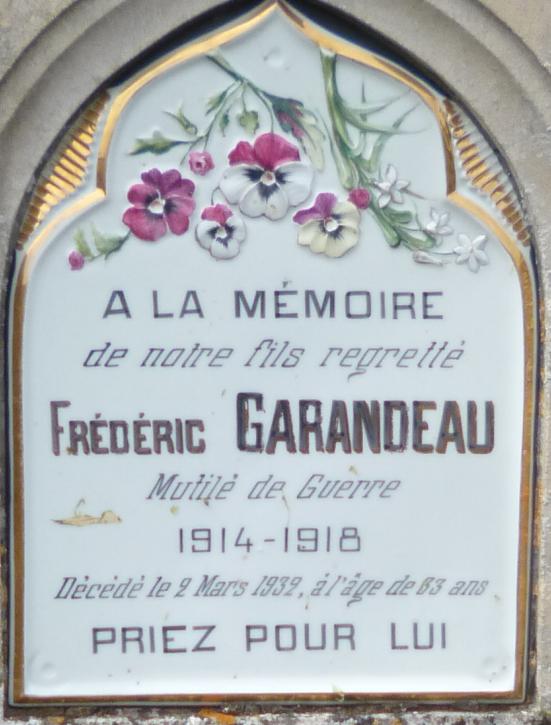 A LA MÉMOIRE
de notre fils regretté
FRÉDÉRIC GARANDEAU
Mutilé de Guerre
1914-1918
Décédé le 2 Mars 1932, à l'âge de ans
PRIEZ POUR LUI